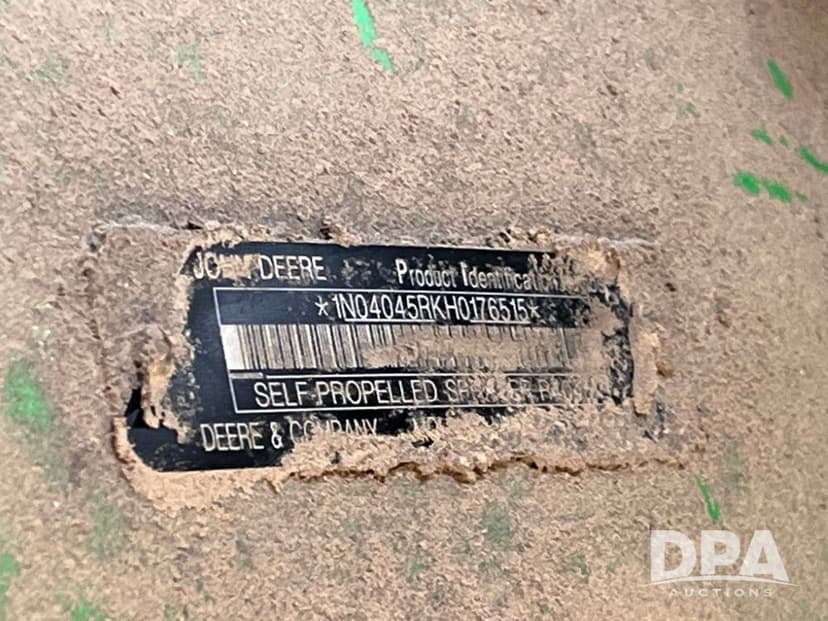 JOHN DEERE Product Identification
*1N04045RKH0176515*
SELF PROPELLED
DEERE & COMPANY
DPA
AUCTIONS